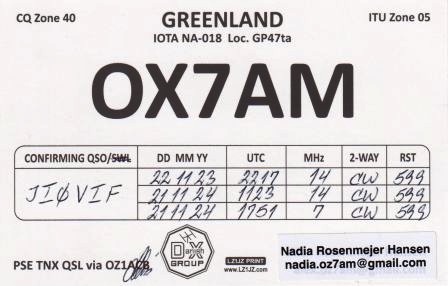 CQ Zone 40
GREENLAND
ITU Zone 05
IOTA NA-018 Loc. GP47ta
OX7AM
CONFIRMING QSO/SWL DD MM YY UTC MHz 2-WAY RST
JIØVIF
22 11 23 2217 14 CW 599
21 11 24 1123 14 CW 599
21 11 24 1751 7 CW 599
PSE TNX QSL via OZ1ACB
Danish
DX
GROUP
LZ1JZ PRINT
www.LZ1JZ.com
Nadia Rosenmejer Hansen
nadia.oz7am@gmail.com